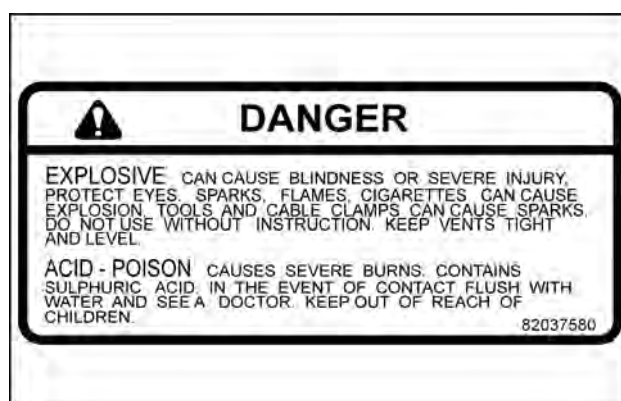 DANGER
EXPLOSIVE CAN CAUSE BLINDNESS OR SEVERE INJURY,
PROTECT EYES. SPARKS, FLAMES, CIGARETTES CAN CAUSE
EXPLOSION. TOOLS AND CABLE CLAMPS CAN CAUSE SPARKS.
DO NOT USE WITHOUT INSTRUCTION. KEEP VENTS TIGHT
AND LEVEL.
ACID - POISON CAUSES SEVERE BURNS. CONTAINS
SULPHURIC ACID. IN THE EVENT OF CONTACT FLUSH WITH
WATER AND SEE A DOCTOR. KEEP OUT OF REACH OF
CHILDREN.
82037580